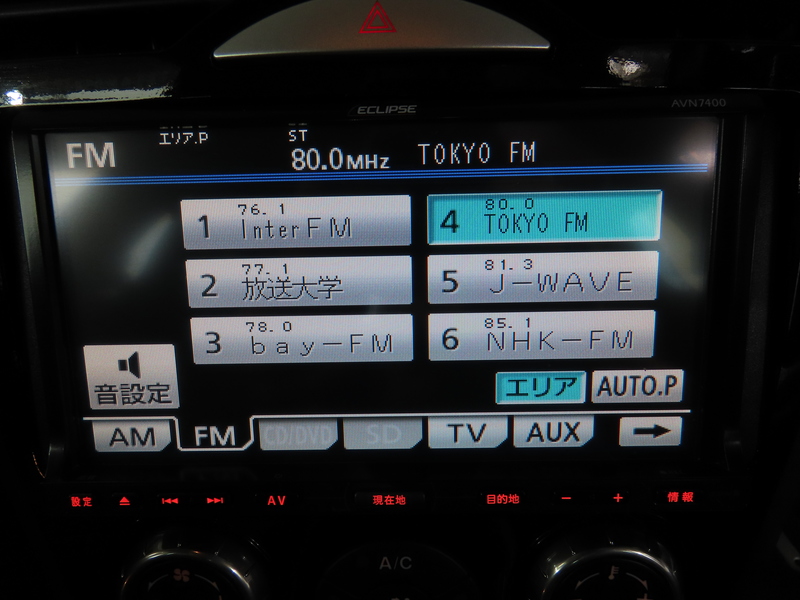 ECLIPSE
AVN7400
FM
エリア.P
ST
80.0MHz
TOKYO FM
1 76.1 InterFM
4 80.0 TOKYO FM
2 77.1 放送大学
5 81.3 J-WAVE
3 78.0 bay-FM
6 85.1 NHK-FM
音設定
エリア
AUTO.P
AM
FM
CD/DVD
SD
TV
AUX
設定
AV
現在地
目的地
－
＋
情報
A/C